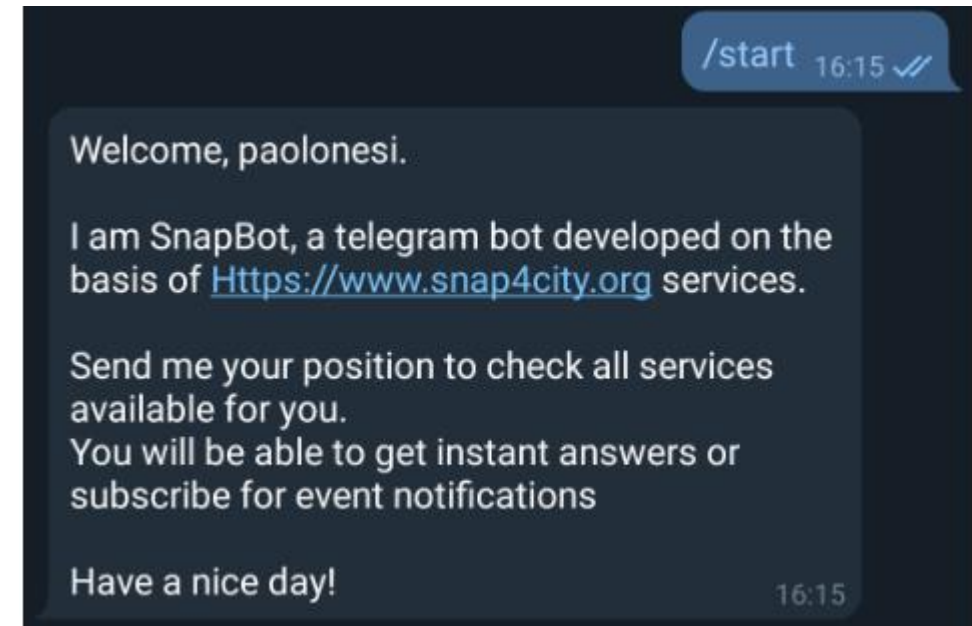 /start 16:15
Welcome, paolonesi.
I am SnapBot, a telegram bot developed on the
basis of Https://www.snap4city.org services.
Send me your position to check all services
available for you.
You will be able to get instant answers or
subscribe for event notifications
Have a nice day!
16:15